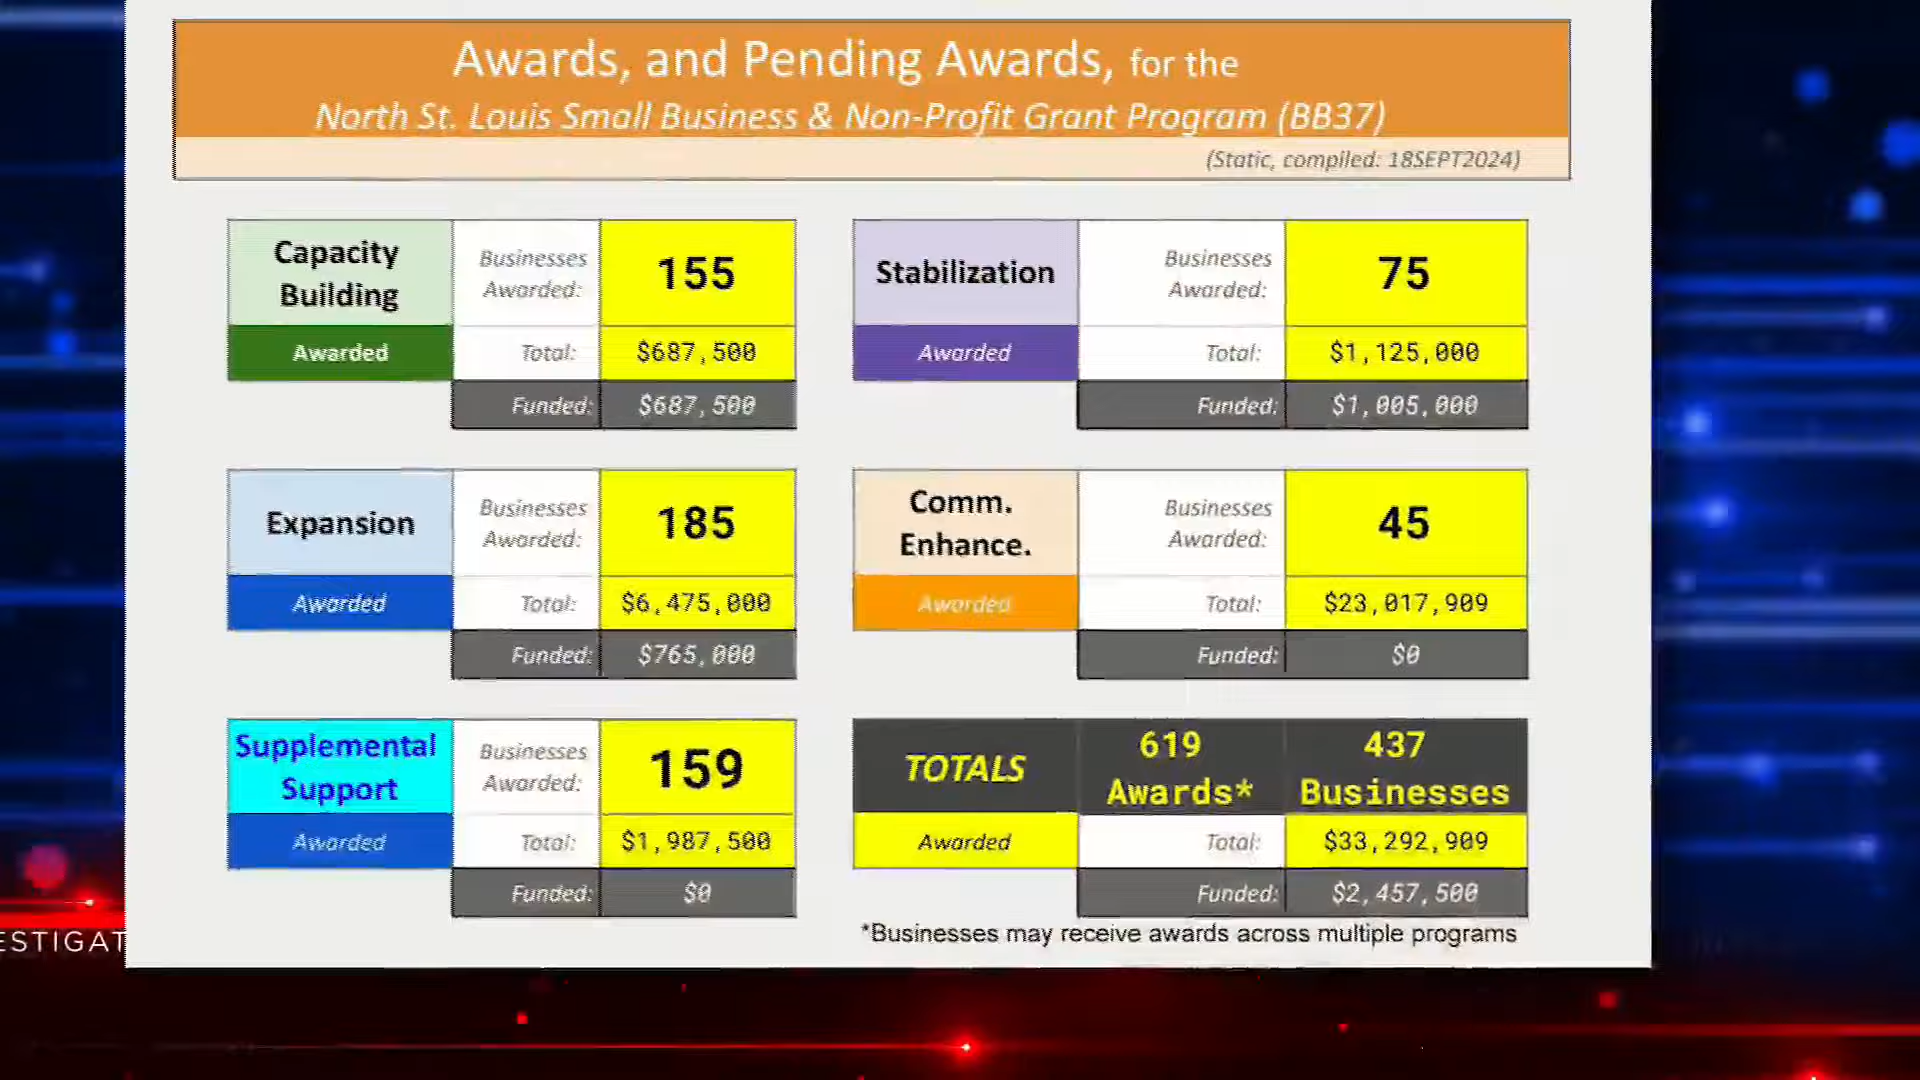 Awards, and Pending Awards, for the
North St. Louis Small Business & Non-Profit Grant Program (BB37)
(Static, compiled: 18SEPT2024)
Capacity
Building
Businesses
Awarded:
155
Awarded
Total:
$687,500
Funded:
$687,500
Stabilization
Businesses
Awarded:
75
Awarded
Total:
$1,125,000
Funded:
$1,005,000
Expansion
Businesses
Awarded:
185
Awarded
Total:
$6,475,000
Funded:
$765,000
Comm.
Enhance.
Businesses
Awarded:
45
Awarded
Total:
$23,017,909
Funded:
$0
Supplemental
Support
Businesses
Awarded:
159
Awarded
Total:
$1,987,500
Funded:
$0
TOTALS
619
Awards*
437
Businesses
Awarded
Total:
$33,292,909
Funded:
$2,457,500
*Businesses may receive awards across multiple programs
ESTIGAT